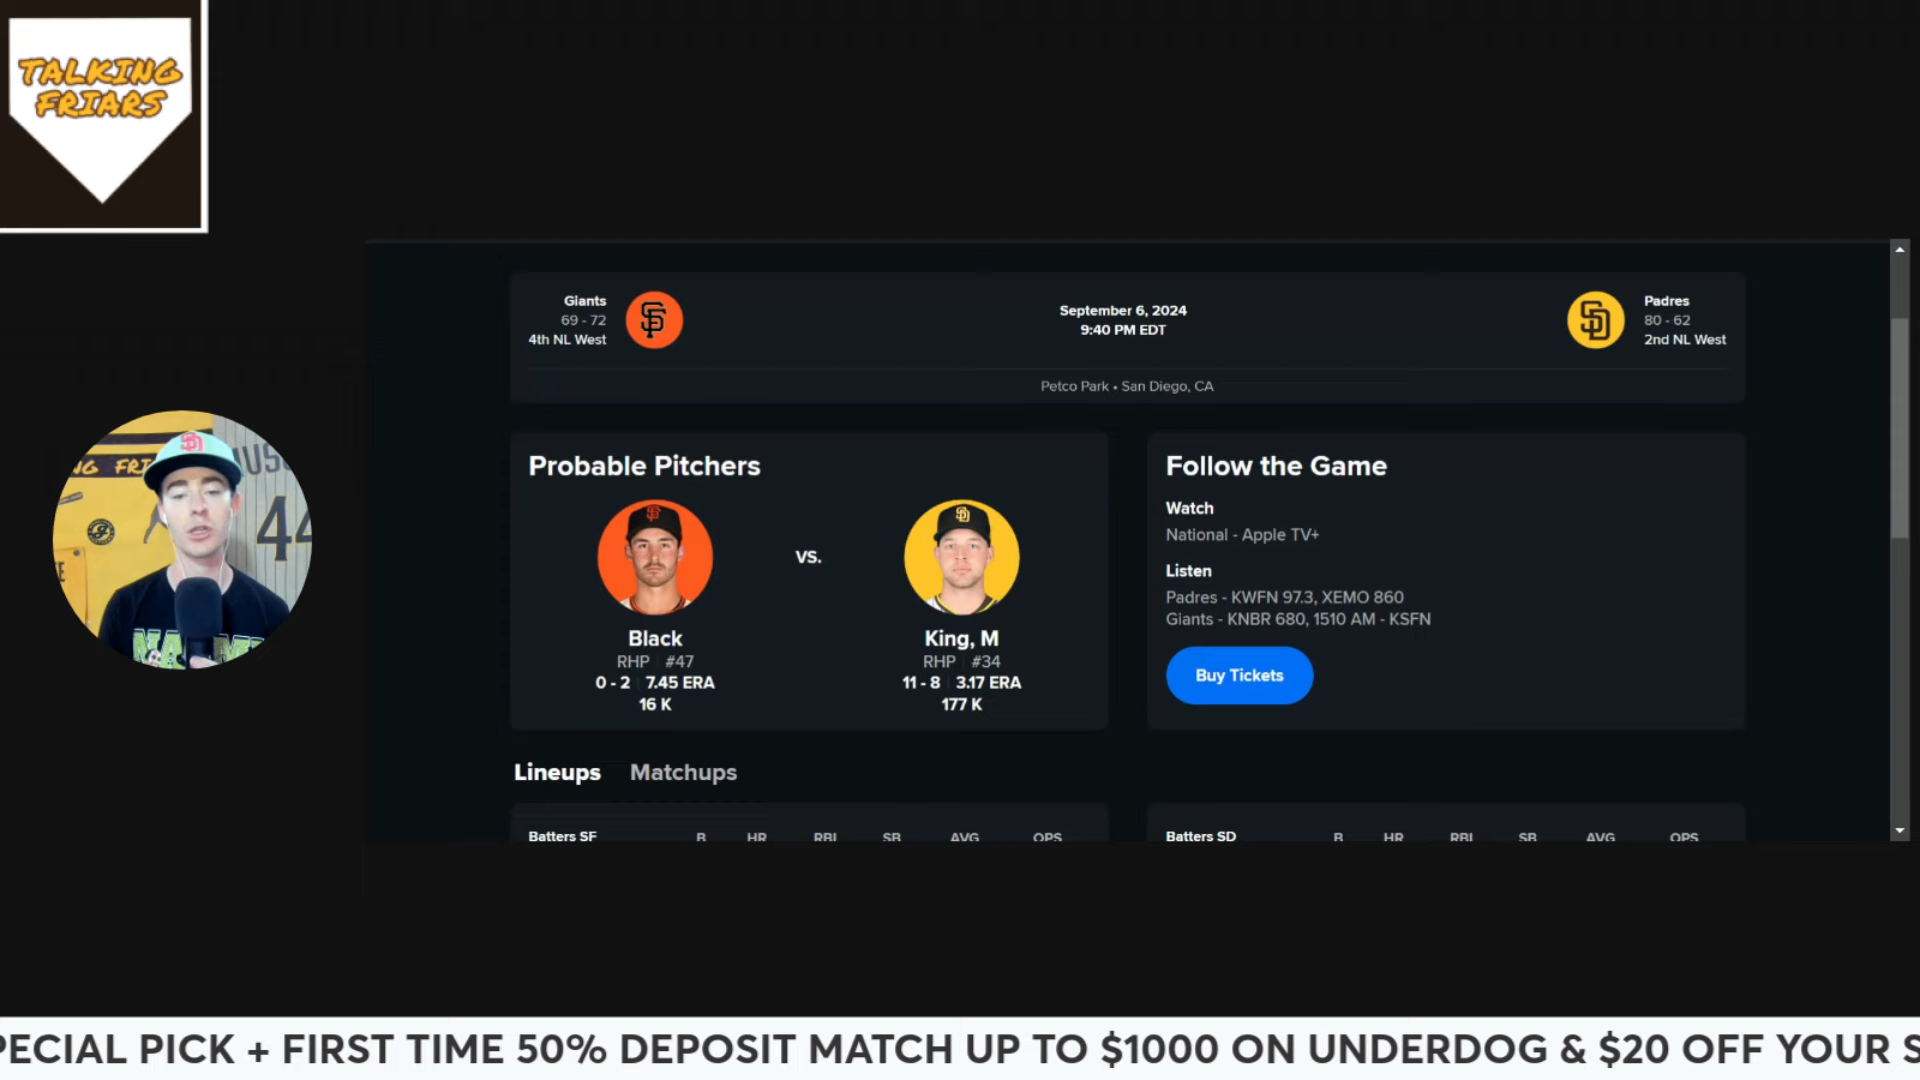 TALKING
FRIARS
Giants
69 - 72
4th NL West
September 6, 2024
9:40 PM EDT
Padres
80 - 62
2nd NL West
Petco Park • San Diego, CA
Probable Pitchers
Black
RHP #47
0 - 2 7.45 ERA
16 K
VS.
King, M
RHP #34
11 - 8 3.17 ERA
177 K
Follow the Game
Watch
National - Apple TV+
Listen
Padres - KWFN 97.3, XEMO 860
Giants - KNBR 680, 1510 AM - KSFN
Buy Tickets
Lineups Matchups
Batters SF B HR RBI SB AVG OPS
Batters SD B HR RBI SB AVG OPS
44
PECIAL PICK + FIRST TIME 50% DEPOSIT MATCH UP TO $1000 ON UNDERDOG & $20 OFF YOUR S